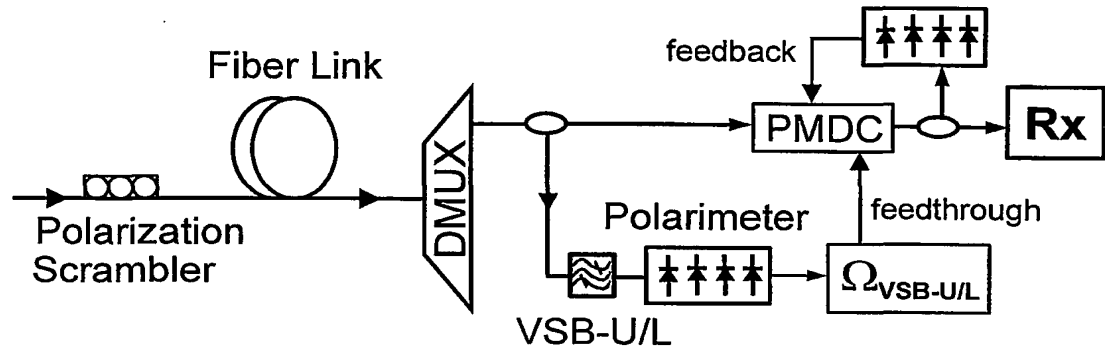 feedback
Fiber Link
PMDC
Rx
DMUX
Polarization
Scrambler
Polarimeter
feedthrough
VSB-U/L
ΩVSB-U/L